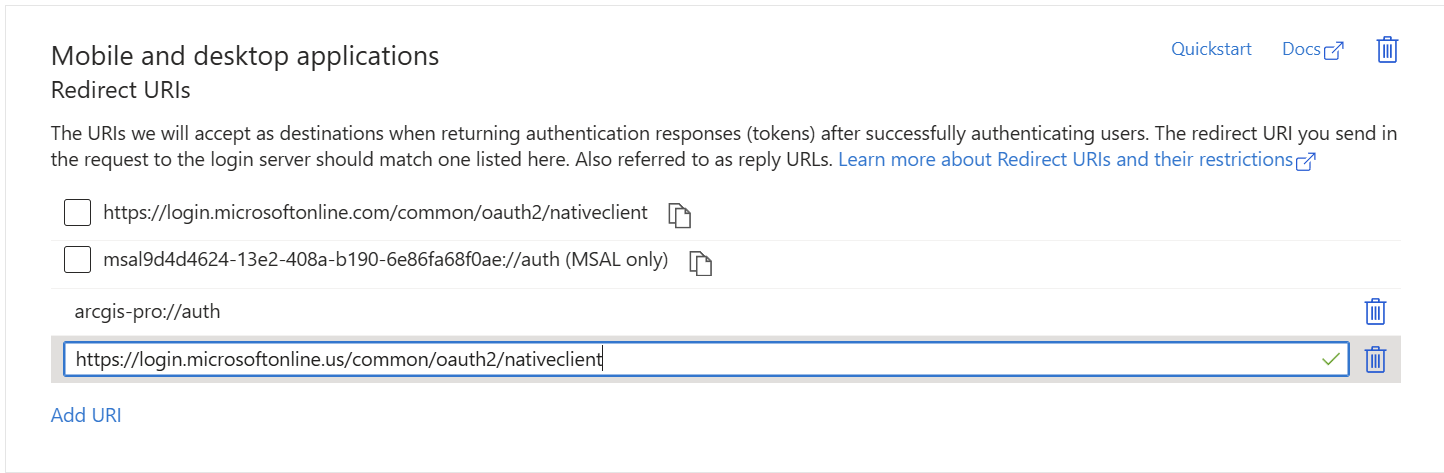 Mobile and desktop applications
Quickstart
Docs
Redirect URIs
The URIs we will accept as destinations when returning authentication responses (tokens) after successfully authenticating users. The redirect URI you send in
the request to the login server should match one listed here. Also referred to as reply URLs. Learn more about Redirect URIs and their restrictions
https://login.microsoftonline.com/common/oauth2/nativeclient
msal9d4d4624-13e2-408a-b190-6e86fa68f0ae://auth (MSAL only)
arcgis-pro://auth
https://login.microsoftonline.us/common/oauth2/nativeclient
Add URI